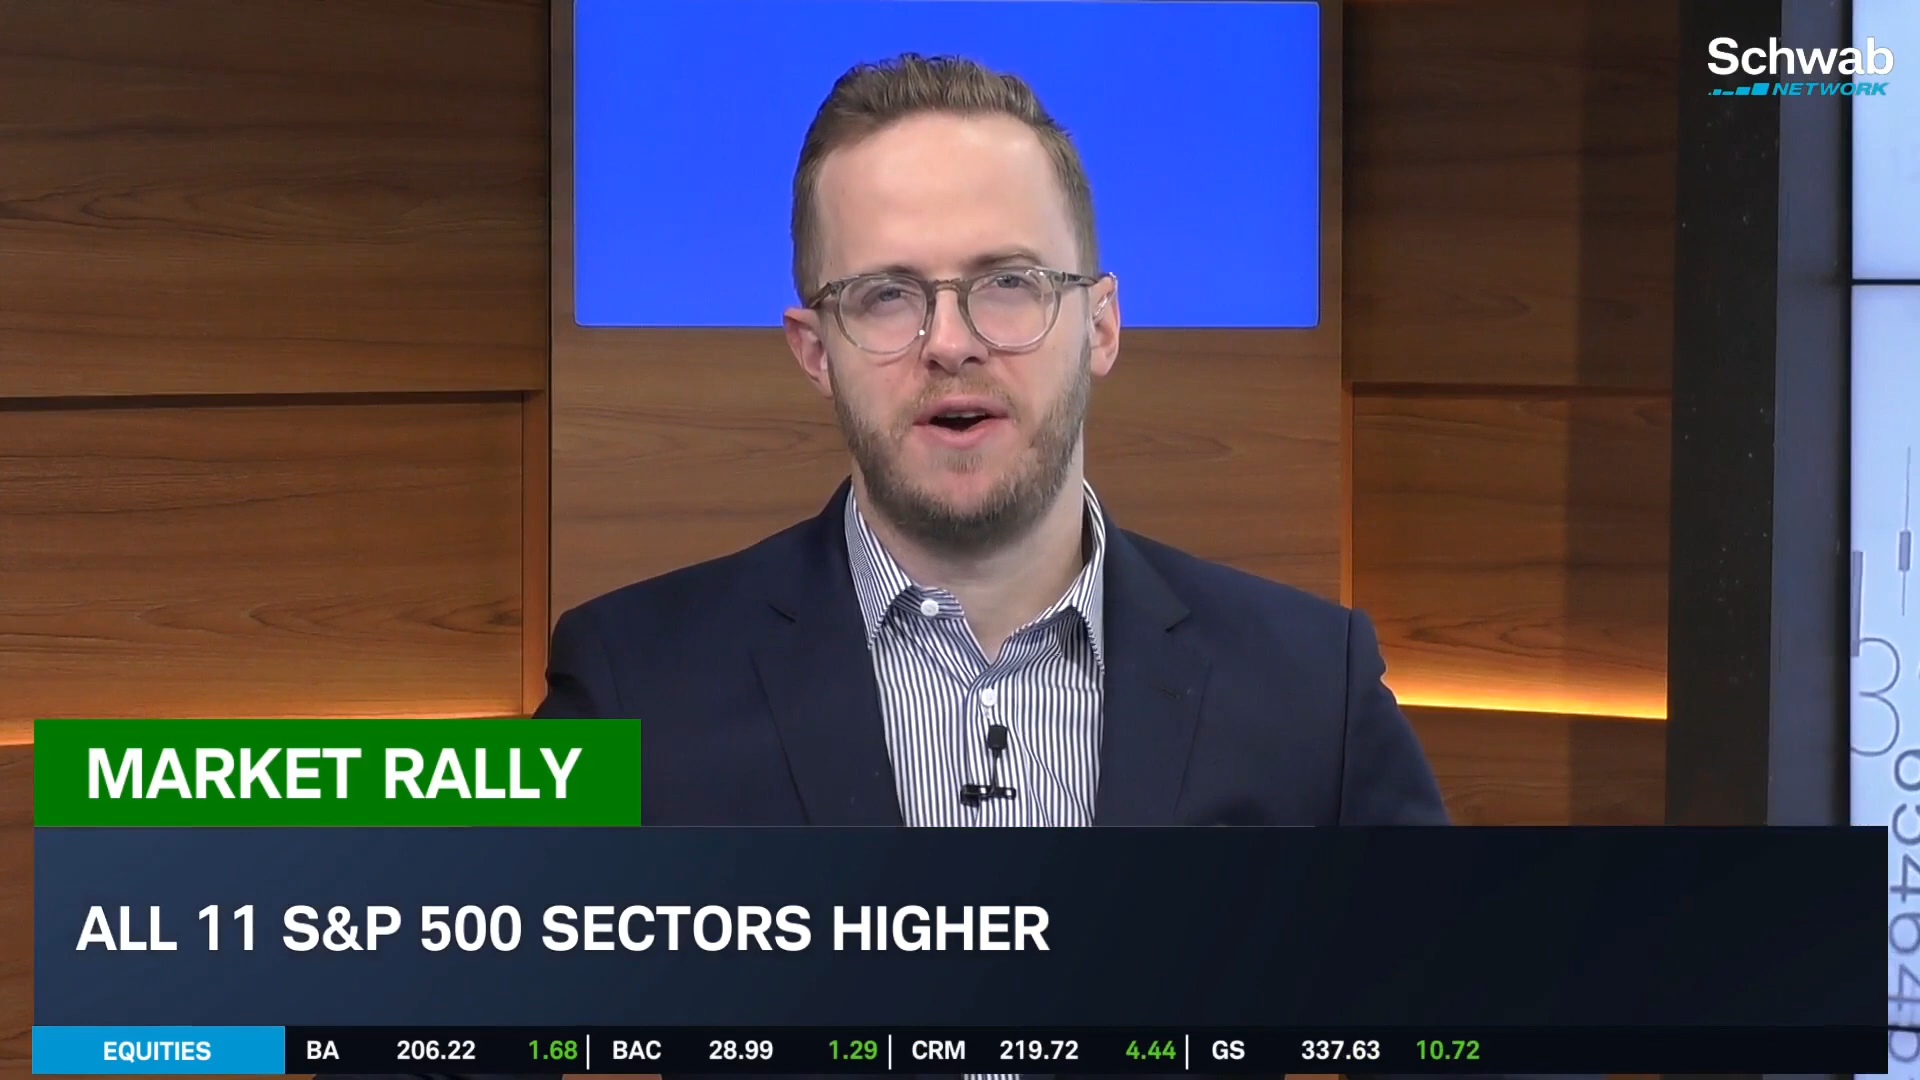 Schwab
NETWORK
MARKET RALLY
ALL 11 S&P 500 SECTORS HIGHER
EQUITIES BA 206.22 1.68 BAC 28.99 1.29 CRM 219.72 4.44 GS 337.63 10.72